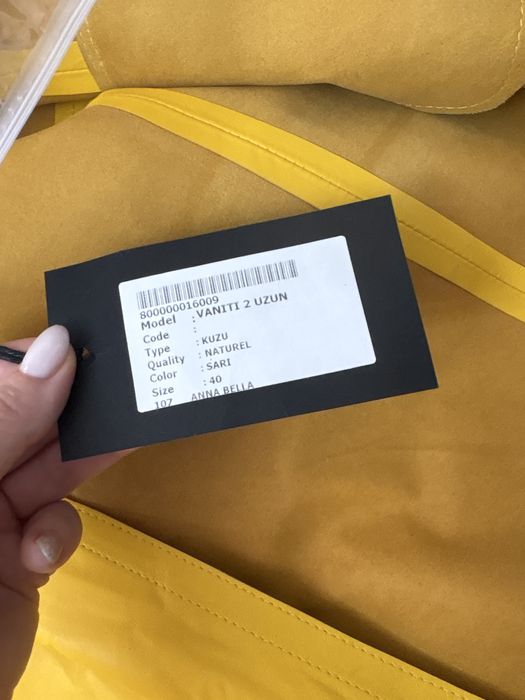 800000016009
Model : VANITI 2 UZUN
Code :
Type : KUZU
Quality : NATUREL
Color : SARI
Size : 40
107 ANNA BELLA